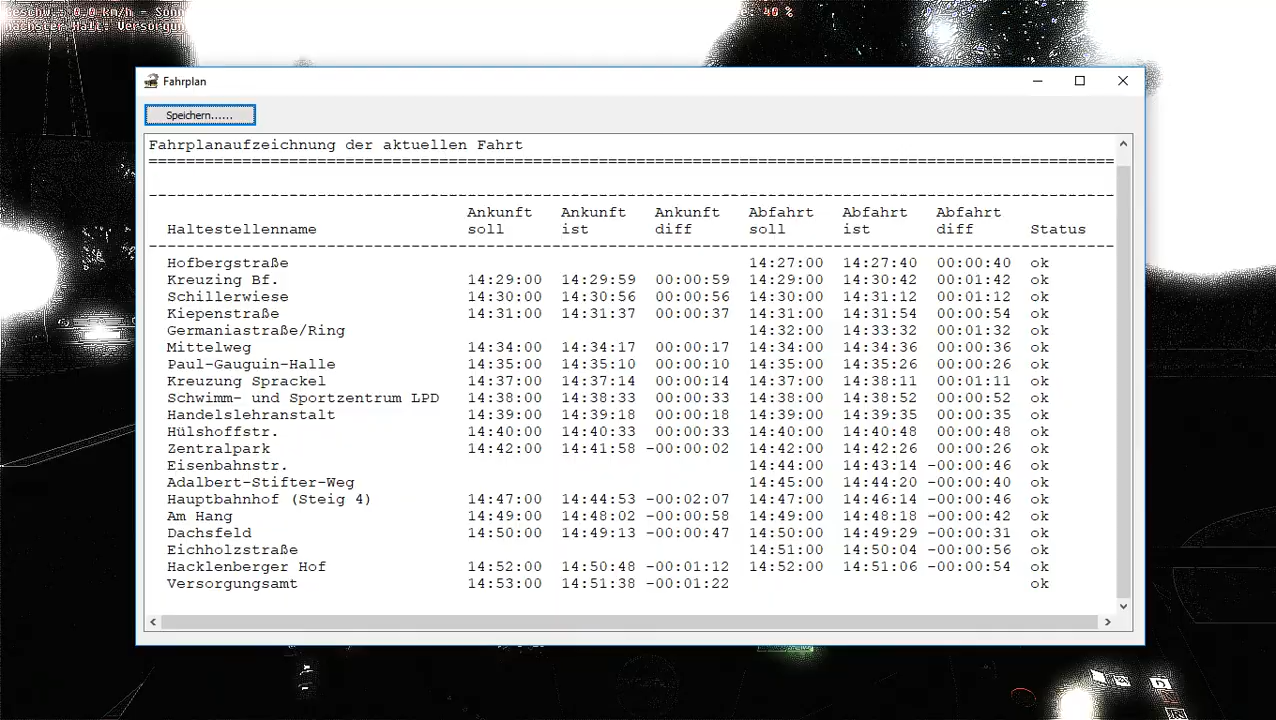 0.0 km/h = 
40 %
Fahrplan
Speichern......
Fahrplanaufzeichnung der aktuellen Fahrt
Ankunft Ankunft Ankunft Abfahrt Abfahrt Abfahrt
Haltestellenname soll ist diff soll ist diff Status
Hofbergstraße 14:27:00 14:27:40 00:00:40 ok
Kreuzing Bf. 14:29:00 14:29:59 00:00:59 14:29:00 14:30:42 00:01:42 ok
Schillerwiese 14:30:00 14:30:56 00:00:56 14:30:00 14:31:12 00:01:12 ok
Kiepenstraße 14:31:00 14:31:37 00:00:37 14:31:00 14:31:54 00:00:54 ok
Germaniastraße/Ring 14:32:00 14:33:32 00:01:32 ok
Mittelweg 14:34:00 14:34:17 00:00:17 14:34:00 14:34:36 00:00:36 ok
Paul-Gauguin-Halle 14:35:00 14:35:10 00:00:10 14:35:00 14:35:26 00:00:26 ok
Kreuzung Sprackel 14:37:00 14:37:14 00:00:14 14:37:00 14:38:11 00:01:11 ok
Schwimm- und Sportzentrum LPD 14:38:00 14:38:33 00:00:33 14:38:00 14:38:52 00:00:52 ok
Handelslehranstalt 14:39:00 14:39:18 00:00:18 14:39:00 14:39:35 00:00:35 ok
Hülshoffstr. 14:40:00 14:40:33 00:00:33 14:40:00 14:40:48 00:00:48 ok
Zentralpark 14:42:00 14:41:58 -00:00:02 14:42:00 14:42:26 00:00:26 ok
Eisenbahnstr. 14:44:00 14:43:14 -00:00:46 ok
Adalbert-Stifter-Weg 14:45:00 14:44:20 -00:00:40 ok
Hauptbahnhof (Steig 4) 14:47:00 14:44:53 -00:02:07 14:47:00 14:46:14 -00:00:46 ok
Am Hang 14:49:00 14:48:02 -00:00:58 14:49:00 14:48:18 -00:00:42 ok
Dachsfeld 14:50:00 14:49:13 -00:00:47 14:50:00 14:49:29 -00:00:31 ok
Eichholzstraße 14:51:00 14:50:04 -00:00:56 ok
Hacklenberger Hof 14:52:00 14:50:48 -00:01:12 14:52:00 14:51:06 -00:00:54 ok
Versorgungsamt 14:53:00 14:51:38 -00:01:22 ok